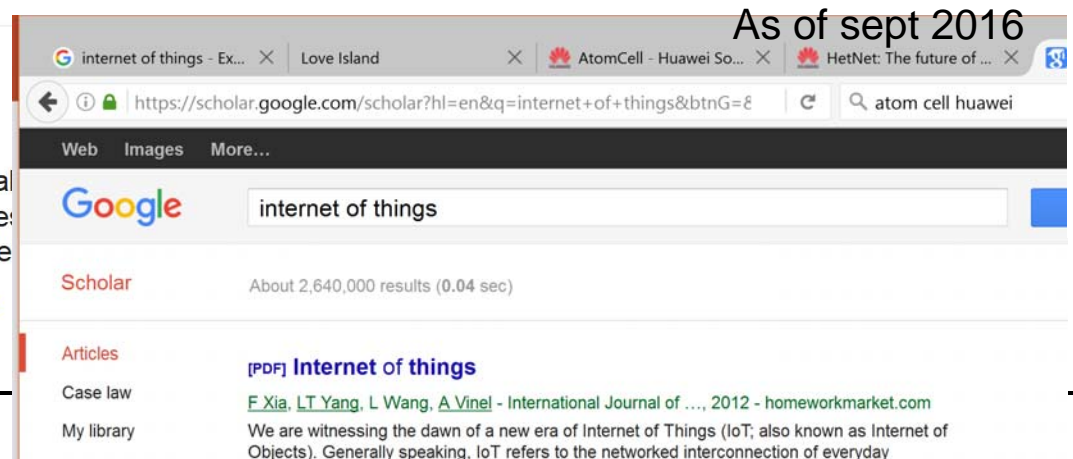 As of sept 2016
internet of things - Ex... Love Island AtomCell - Huawei So... HetNet: The future of ...
https://scholar.google.com/scholar?hl=en&q=internet+of+things&btnG= atom cell huawei
Web Images More...
Google internet of things
Scholar About 2,640,000 results (0.04 sec)
Articles
[PDF] Internet of things
Case law
F Xia, LT Yang, L Wang, A Vinel - International Journal of ..., 2012 - homeworkmarket.com
My library
We are witnessing the dawn of a new era of Internet of Things (IoT; also known as Internet of
Objects). Generally speaking, IoT refers to the networked interconnection of everyday